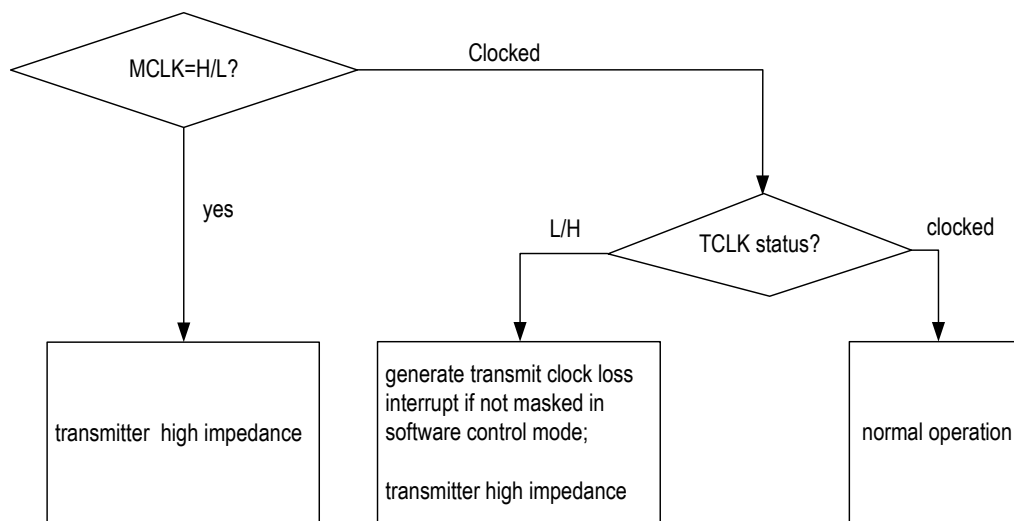 MCLK=H/L?
Clocked
yes
L/H
TCLK status?
clocked
transmitter high impedance
generate transmit clock loss
interrupt if not masked in
software control mode;
transmitter high impedance
normal operation